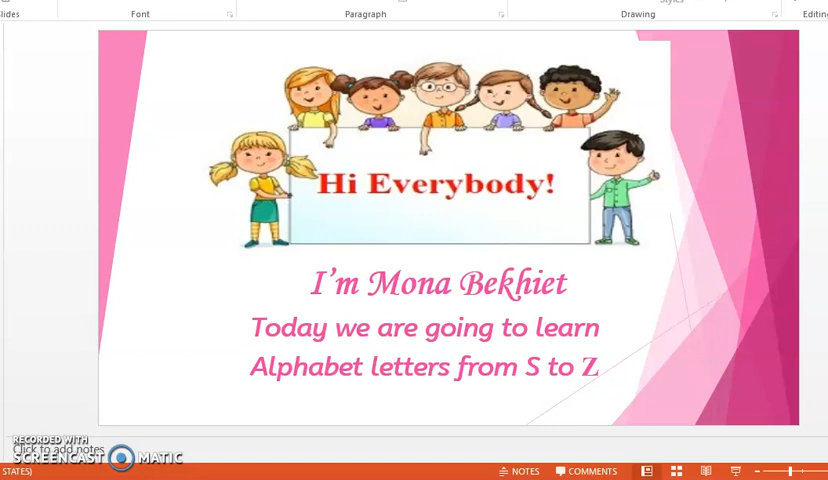 Slides
Font
Paragraph
Drawing
Editing
Hi Everybody!
I'm Mona Bekhiet
Today we are going to learn
Alphabet letters from S to Z
Click to add notes
RECORDED WITH
SCREENCAST MATIC
STATES)
NOTES
COMMENTS